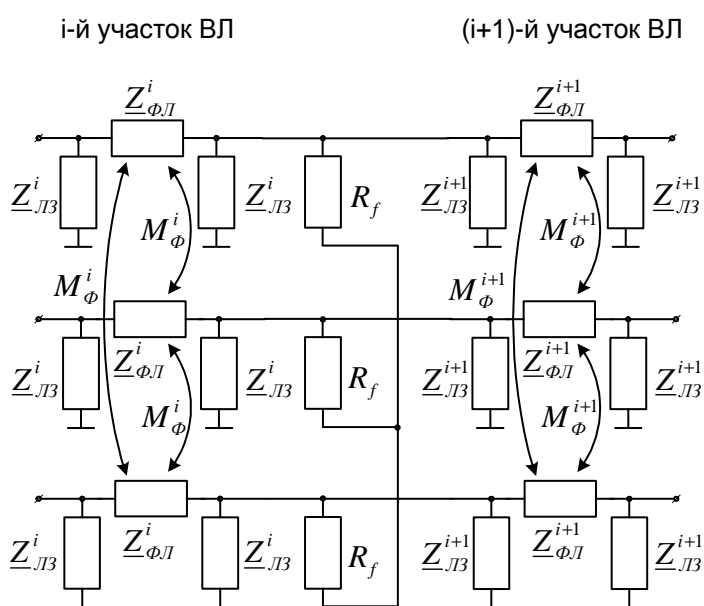 i-й участок ВЛ (i+1)-й участок ВЛ
Z^i_ФЛ Z^{i+1}_ФЛ
Z^i_ЛЗ Z^i_ЛЗ R_f Z^{i+1}_ЛЗ Z^{i+1}_ЛЗ
M^i_Ф M^{i+1}_Ф
M^i_Ф M^{i+1}_Ф
Z^i_ЛЗ Z^i_ФЛ Z^i_ЛЗ R_f Z^{i+1}_ЛЗ Z^{i+1}_ФЛ Z^{i+1}_ЛЗ
M^i_Ф M^{i+1}_Ф
Z^i_ЛЗ Z^i_ФЛ Z^i_ЛЗ R_f Z^{i+1}_ЛЗ Z^{i+1}_ФЛ Z^{i+1}_ЛЗ